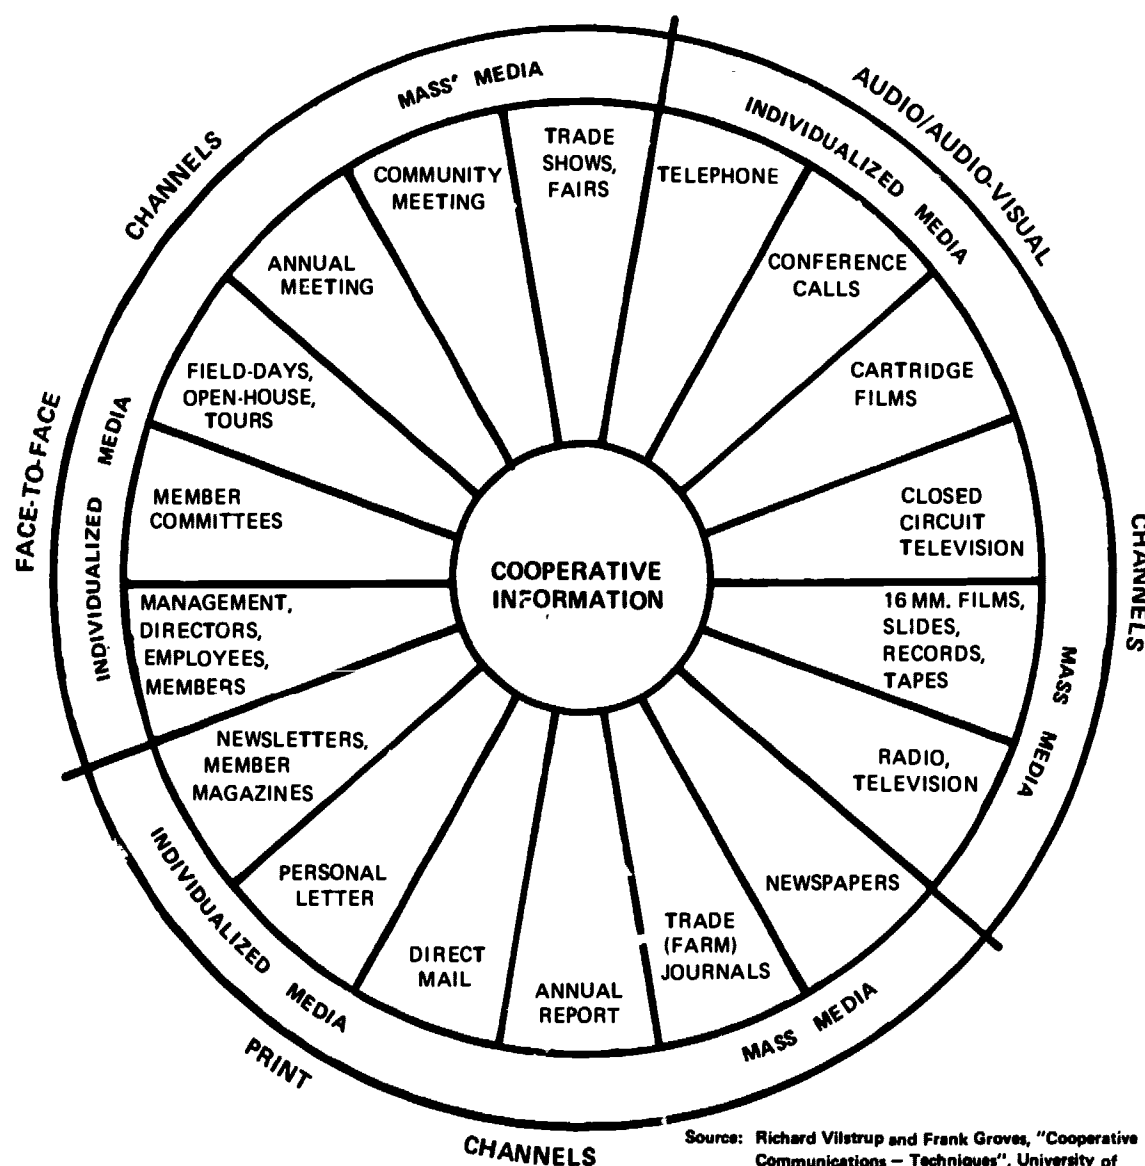 MASS' MEDIA
CHANNELS
AUDIO/AUDIO-VISUAL
INDIVIDUALIZED MEDIA
TRADE
SHOWS,
FAIRS
TELEPHONE
COMMUNITY
MEETING
CONFERENCE
CALLS
ANNUAL
MEETING
CARTRIDGE
FILMS
FIELD-DAYS,
OPEN-HOUSE,
TOURS
FACE-TO-FACE
INDIVIDUALIZED MEDIA
MEMBER
COMMITTEES
CLOSED
CIRCUIT
TELEVISION
CHANNELS
COOPERATIVE
INFORMATION
MANAGEMENT,
DIRECTORS,
EMPLOYEES,
MEMBERS
16 MM. FILMS,
SLIDES,
RECORDS,
TAPES
MASS MEDIA
NEWSLETTERS,
MEMBER
MAGAZINES
RADIO,
TELEVISION
INDIVIDUALIZED MEDIA
PERSONAL
LETTER
NEWSPAPERS
DIRECT
MAIL
ANNUAL
REPORT
TRADE
(FARM)
JOURNALS
MASS MEDIA
PRINT
CHANNELS
Source: Richard Vilstrup and Frank Groves, "Cooperative
Communications – Techniques", University of